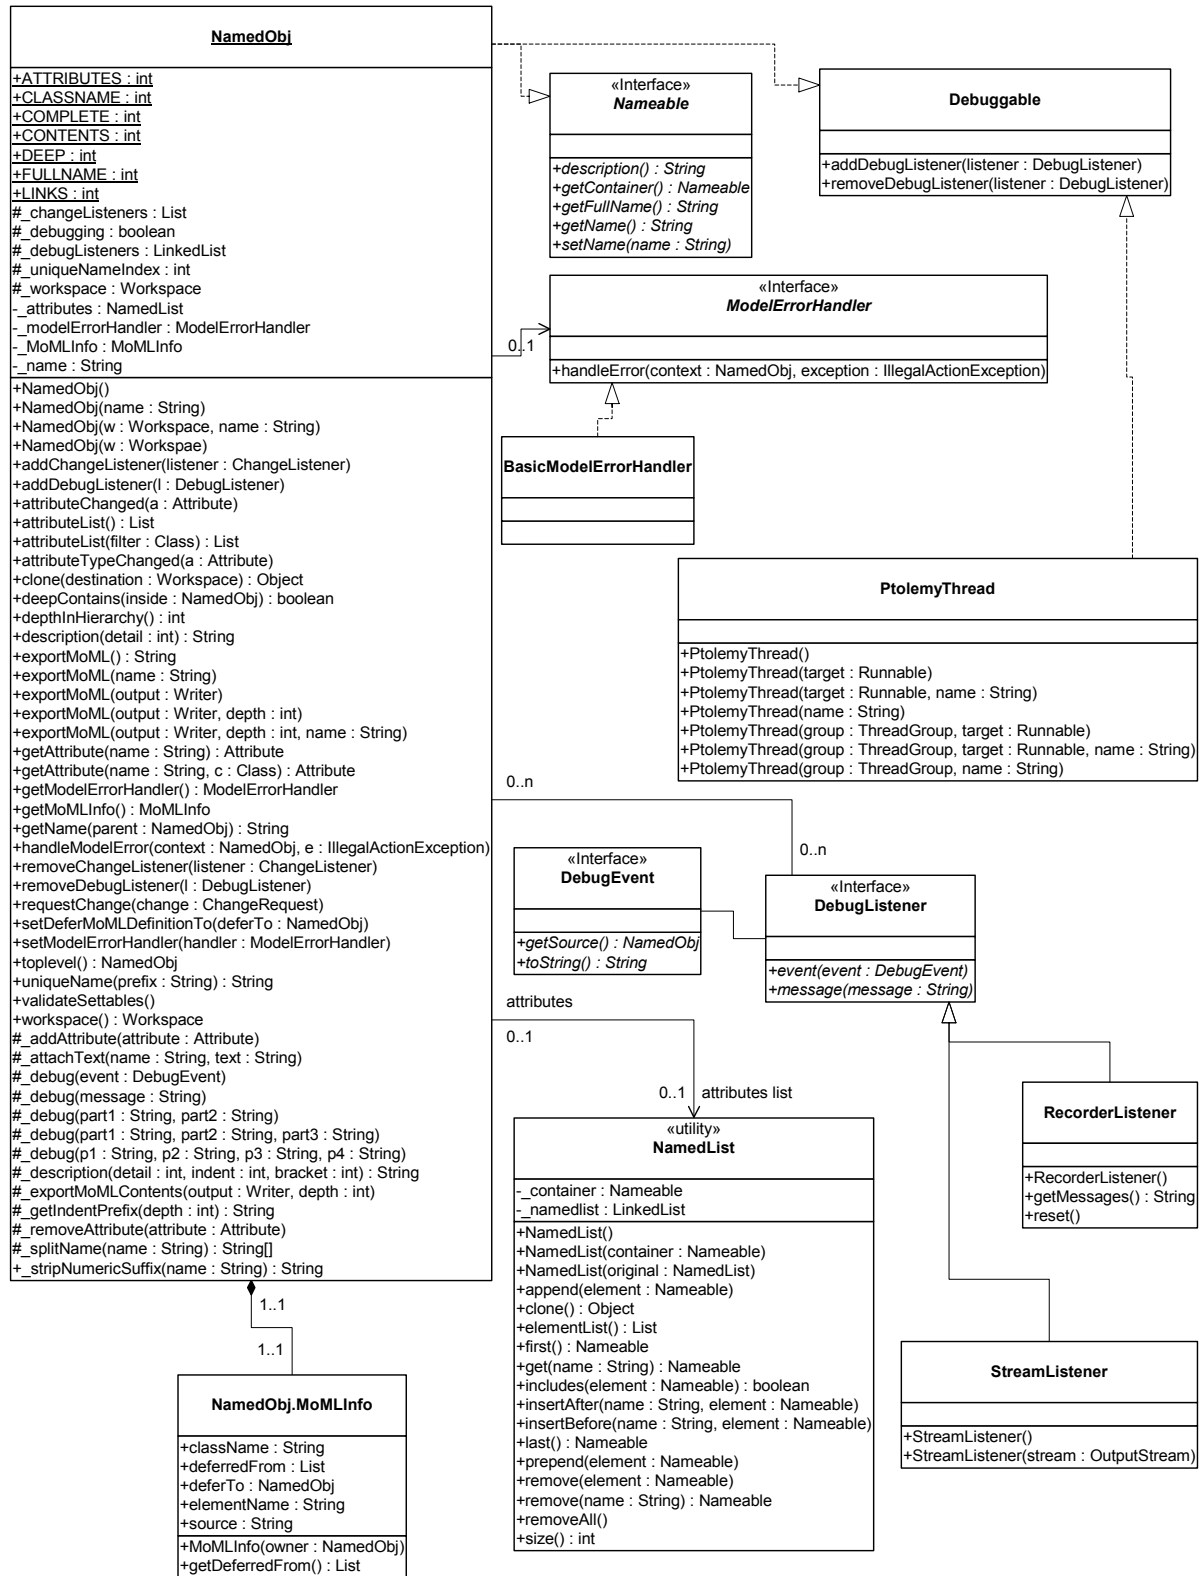 NamedObj
+ATTRIBUTES : int
+CLASSNAME : int
+COMPLETE : int
+CONTENTS : int
+DEEP : int
+FULLNAME : int
+LINKS : int
#_changeListeners : List
#_debugging : boolean
#_debugListeners : LinkedList
#_uniqueNameIndex : int
#_workspace : Workspace
-_attributes : NamedList
-_modelErrorHandler : ModelErrorHandler
-_MoMLInfo : MoMLInfo
-_name : String
+NamedObj()
+NamedObj(name : String)
+NamedObj(w : Workspace, name : String)
+NamedObj(w : Workspae)
+addChangeListener(listener : ChangeListener)
+addDebugListener(l : DebugListener)
+attributeChanged(a : Attribute)
+attributeList() : List
+attributeList(filter : Class) : List
+attributeTypeChanged(a : Attribute)
+clone(destination : Workspace) : Object
+deepContains(inside : NamedObj) : boolean
+depthInHierarchy() : int
+description(detail : int) : String
+exportMoML() : String
+exportMoML(name : String)
+exportMoML(output : Writer)
+exportMoML(output : Writer, depth : int)
+exportMoML(output : Writer, depth : int, name : String)
+getAttribute(name : String) : Attribute
+getAttribute(name : String, c : Class) : Attribute
+getModelErrorHandler() : ModelErrorHandler
+getMoMLInfo() : MoMLInfo
+getName(parent : NamedObj) : String
+handleModelError(context : NamedObj, e : IllegalActionException)
+removeChangeListener(listener : ChangeListener)
+removeDebugListener(l : DebugListener)
+requestChange(change : ChangeRequest)
+setDeferMoMLDefinitionTo(deferTo : NamedObj)
+setModelErrorHandler(handler : ModelErrorHandler)
+toplevel() : NamedObj
+uniqueName(prefix : String) : String
+validateSettables()
+workspace() : Workspace
#_addAttribute(attribute : Attribute)
#_attachText(name : String, text : String)
#_debug(event : DebugEvent)
#_debug(message : String)
#_debug(part1 : String, part2 : String)
#_debug(part1 : String, part2 : String, part3 : String)
#_debug(p1 : String, p2 : String, p3 : String, p4 : String)
#_description(detail : int, indent : int, bracket : int) : String
#_exportMoMLContents(output : Writer, depth : int)
#_getIndentPrefix(depth : int) : String
#_removeAttribute(attribute : Attribute)
#_splitName(name : String) : String[]
+_stripNumericSuffix(name : String) : String
«Interface»
Nameable
+description() : String
+getContainer() : Nameable
+getFullName() : String
+getName() : String
+setName(name : String)
Debuggable
+addDebugListener(listener : DebugListener)
+removeDebugListener(listener : DebugListener)
«Interface»
ModelErrorHandler
+handleError(context : NamedObj, exception : IllegalActionException)
0..1
BasicModelErrorHandler
PtolemyThread
+PtolemyThread()
+PtolemyThread(target : Runnable)
+PtolemyThread(target : Runnable, name : String)
+PtolemyThread(name : String)
+PtolemyThread(group : ThreadGroup, target : Runnable)
+PtolemyThread(group : ThreadGroup, target : Runnable, name : String)
+PtolemyThread(group : ThreadGroup, name : String)
0..n
0..n
«Interface»
DebugEvent
+getSource() : NamedObj
+toString() : String
«Interface»
DebugListener
+event(event : DebugEvent)
+message(message : String)
attributes
0..1
0..1 attributes list
«utility»
NamedList
-_container : Nameable
-_namedlist : LinkedList
+NamedList()
+NamedList(container : Nameable)
+NamedList(original : NamedList)
+append(element : Nameable)
+clone() : Object
+elementList() : List
+first() : Nameable
+get(name : String) : Nameable
+includes(element : Nameable) : boolean
+insertAfter(name : String, element : Nameable)
+insertBefore(name : String, element : Nameable)
+last() : Nameable
+prepend(element : Nameable)
+remove(element : Nameable)
+remove(name : String) : Nameable
+removeAll()
+size() : int
RecorderListener
+RecorderListener()
+getMessages() : String
+reset()
StreamListener
+StreamListener()
+StreamListener(stream : OutputStream)
1..1
1..1
NamedObj.MoMLInfo
+className : String
+deferredFrom : List
+deferTo : NamedObj
+elementName : String
+source : String
+MoMLInfo(owner : NamedObj)
+getDeferredFrom() : List